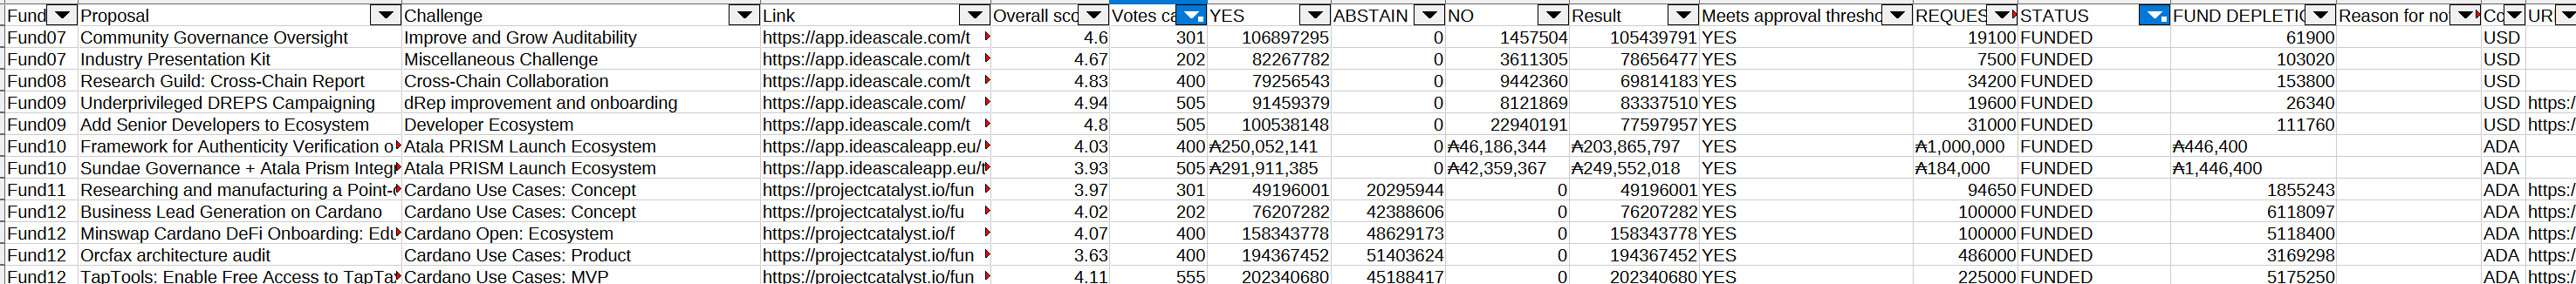 Fund Proposal Challenge Link Overall sco Votes ca YES ABSTAIN NO Result Meets approval thresho REQUES STATUS FUND DEPLETIO Reason for no Co UR
Fund07 Community Governance Oversight Improve and Grow Auditability https://app.ideascale.com/t 4.6 301 106897295 0 1457504 105439791 YES 19100 FUNDED 61900 USD
Fund07 Industry Presentation Kit Miscellaneous Challenge https://app.ideascale.com/t 4.67 202 82267782 0 3611305 78656477 YES 7500 FUNDED 103020 USD
Fund08 Research Guild: Cross-Chain Report Cross-Chain Collaboration https://app.ideascale.com/t 4.83 400 79256543 0 9442360 69814183 YES 34200 FUNDED 153800 USD
Fund09 Underprivileged DREPS Campaigning dRep improvement and onboarding https://app.ideascale.com/ 4.94 505 91459379 0 8121869 83337510 YES 19600 FUNDED 26340 USD https:/
Fund09 Add Senior Developers to Ecosystem Developer Ecosystem https://app.ideascale.com/t 4.8 505 100538148 0 22940191 77597957 YES 31000 FUNDED 111760 USD https:/
Fund10 Framework for Authenticity Verification o Atala PRISM Launch Ecosystem https://app.ideascaleapp.eu/ 4.03 400 ₳250,052,141 0 ₳46,186,344 ₳203,865,797 YES ₳1,000,000 FUNDED ₳446,400 ADA
Fund10 Sundae Governance + Atala Prism Integr Atala PRISM Launch Ecosystem https://app.ideascaleapp.eu/t 3.93 505 ₳291,911,385 0 ₳42,359,367 ₳249,552,018 YES ₳184,000 FUNDED ₳1,446,400 ADA
Fund11 Researching and manufacturing a Point-o Cardano Use Cases: Concept https://projectcatalyst.io/fun 3.97 301 49196001 20295944 0 49196001 YES 94650 FUNDED 1855243 ADA https:/
Fund12 Business Lead Generation on Cardano Cardano Use Cases: Concept https://projectcatalyst.io/fu 4.02 202 76207282 42388606 0 76207282 YES 100000 FUNDED 6118097 ADA https:/
Fund12 Minswap Cardano DeFi Onboarding: Edu Cardano Open: Ecosystem https://projectcatalyst.io/f 4.07 400 158343778 48629173 0 158343778 YES 100000 FUNDED 5118400 ADA https:/
Fund12 Orcfax architecture audit Cardano Use Cases: Product https://projectcatalyst.io/fun 3.63 400 194367452 51403624 0 194367452 YES 486000 FUNDED 3169298 ADA https:/
Fund12 TapTools: Enable Free Access to TapTa Cardano Use Cases: MVP https://projectcatalyst.io/fun 4.11 555 202340680 45188417 0 202340680 YES 225000 FUNDED 5175250 ADA https:/